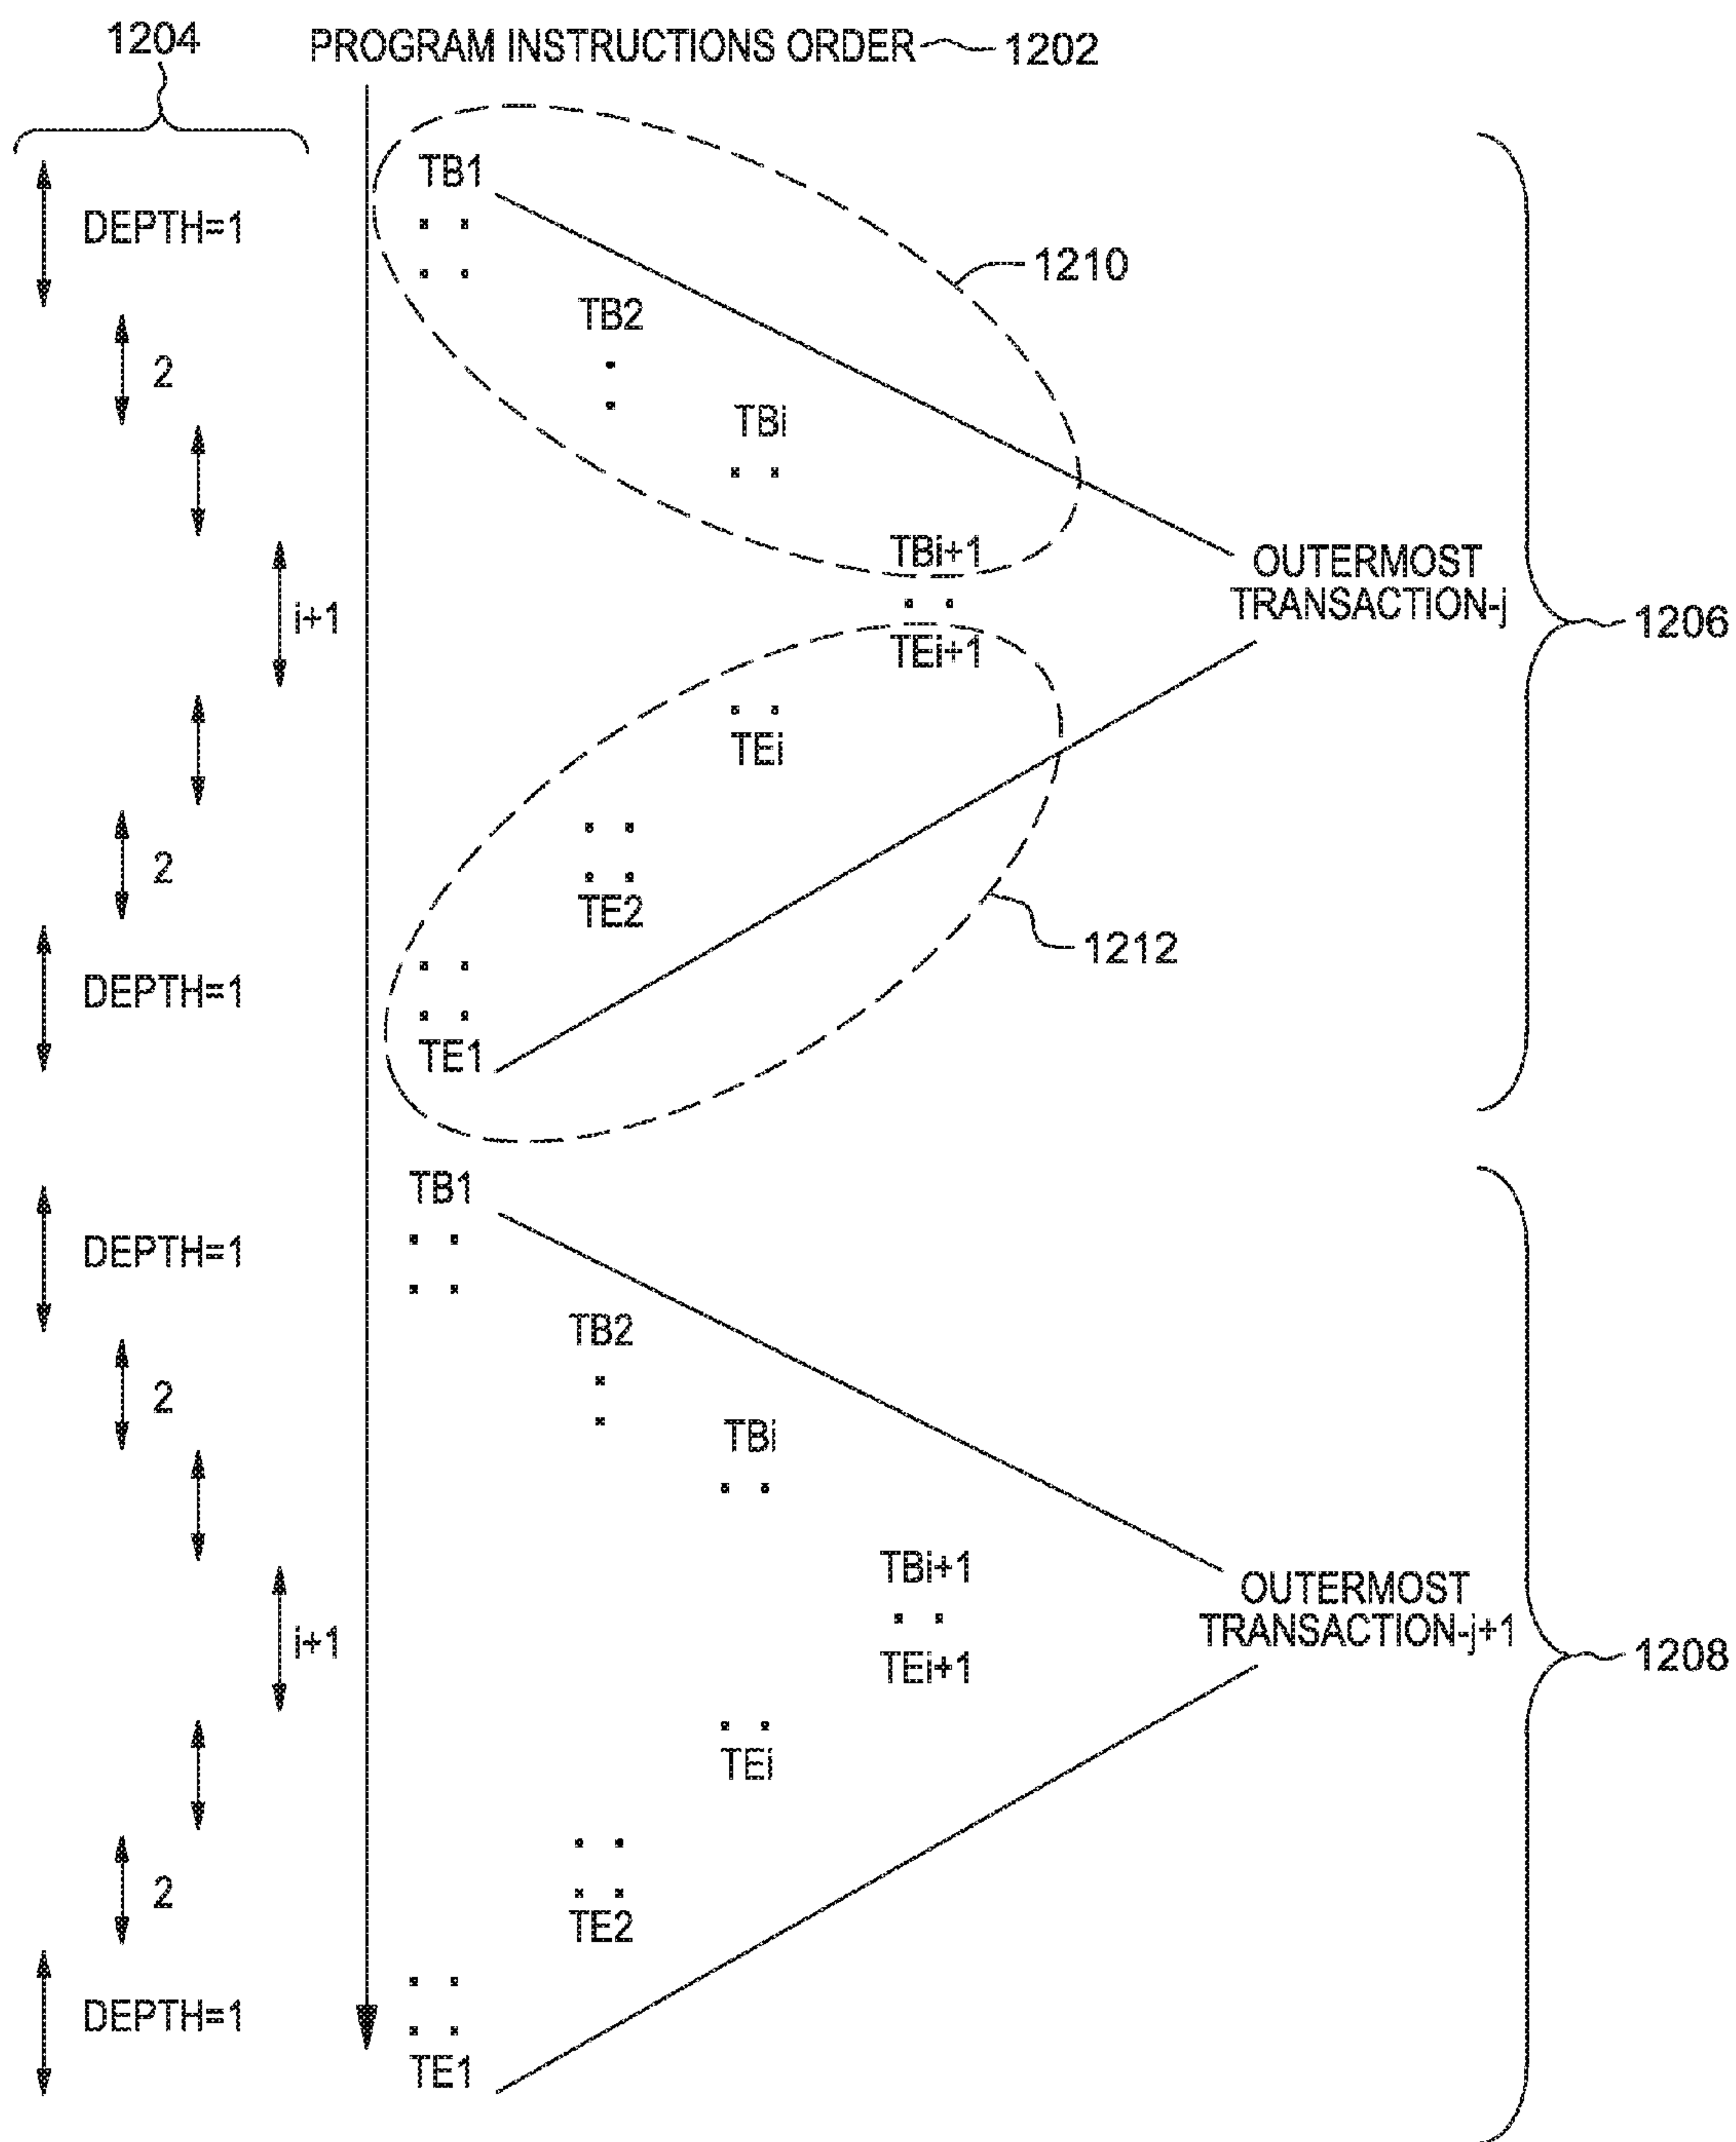 1204
PROGRAM INSTRUCTIONS ORDER 1202
TB1
DEPTH=1
1210
TB2
2
TBi
TBi+1
OUTERMOST
TRANSACTION-j
i+1
1206
TEi+1
TEi
2
TE2
1212
DEPTH=1
TE1
TB1
DEPTH=1
TB2
2
TBi
TBi+1
OUTERMOST
TRANSACTION-j+1
i+1
1208
TEi+1
TEi
2
TE2
DEPTH=1
TE1